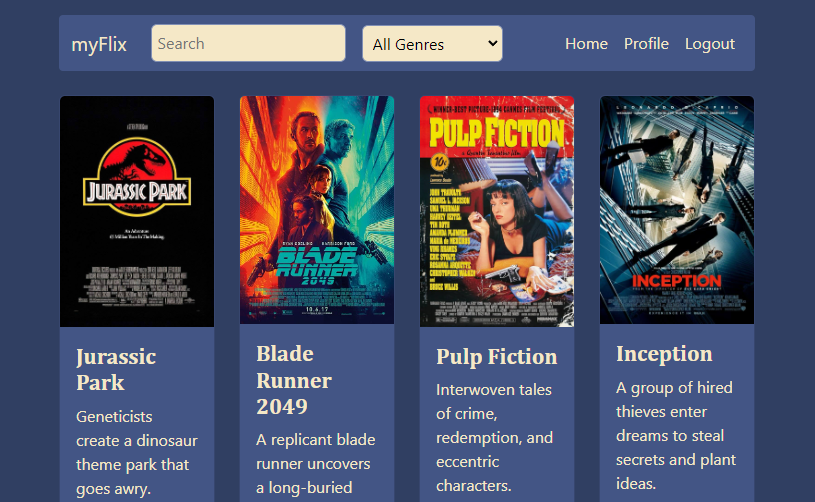 myFlix
Search
All Genres
Home Profile Logout
JURASSIC PARK
An Adventure
65 Million Years In The Making.
RYAN GOSLING HARRISON FORD
BLADE
RUNNER
2049
10.6.17
PULP FICTION
10¢
JOHN TRAVOLTA
SAMUEL L. JACKSON
UMA THURMAN
HARVEY KEITEL
TIM ROTH
AMANDA PLUMMER
MARIA de MEDEIROS
VING RHAMES
ERIC STOLTZ
ROSANNA ARQUETTE
CHRISTOPHER WALKEN
BRUCE WILLIS
LEONARDO DICAPRIO
INCEPTION
Jurassic
Park
Geneticists
create a dinosaur
theme park that
goes awry.
Blade
Runner
2049
A replicant blade
runner uncovers
a long-buried
Pulp Fiction
Interwoven tales
of crime,
redemption, and
eccentric
characters.
Inception
A group of hired
thieves enter
dreams to steal
secrets and plant
ideas.